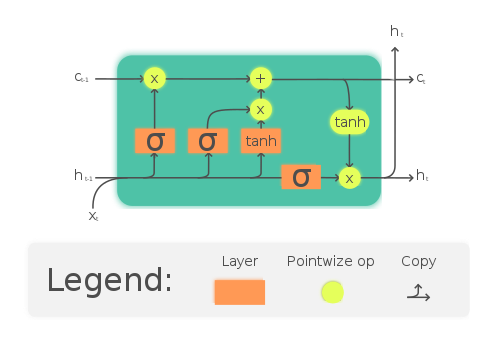 hₜ
cₜ₋₁ x + cₜ
x
tanh
σ σ tanh
hₜ₋₁ σ x hₜ
xₜ
Layer Pointwize op Copy
Legend: